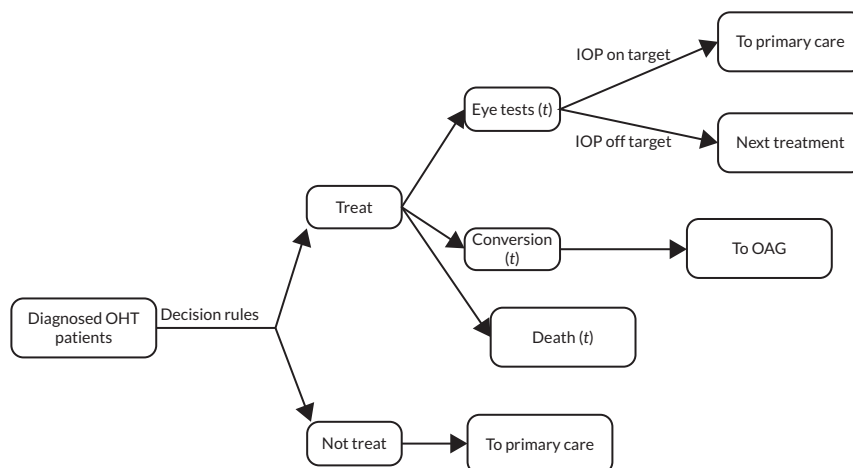 To primary care
IOP on target
Eye tests (t)
IOP off target
Next treatment
Treat
Conversion
(t)
To OAG
Diagnosed OHT
patients
Decision rules
Death (t)
Not treat
To primary care